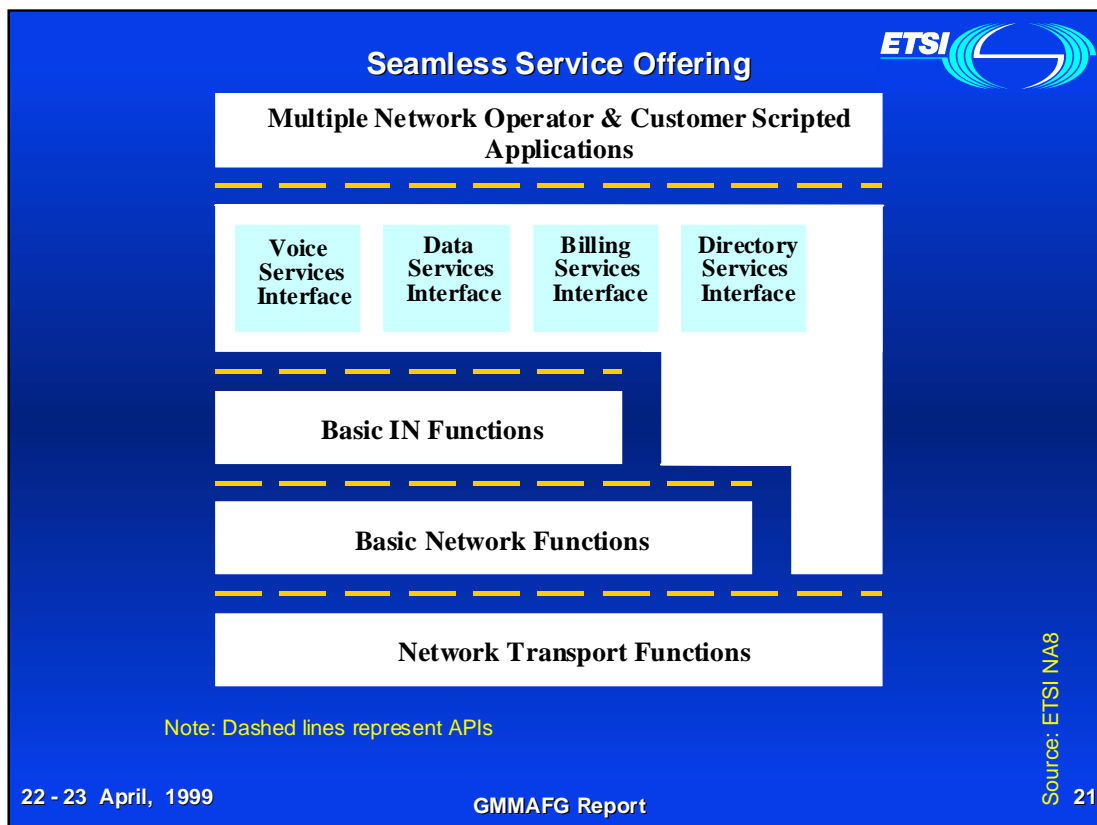 ETSI
Seamless Service Offering
Multiple Network Operator & Customer Scripted
Applications
Voice
Services
Interface
Data
Services
Interface
Billing
Services
Interface
Directory
Services
Interface
Basic IN Functions
Basic Network Functions
Network Transport Functions
Note: Dashed lines represent APIs
Source: ETSI NA8
22 - 23 April, 1999
GMMAFG Report
21